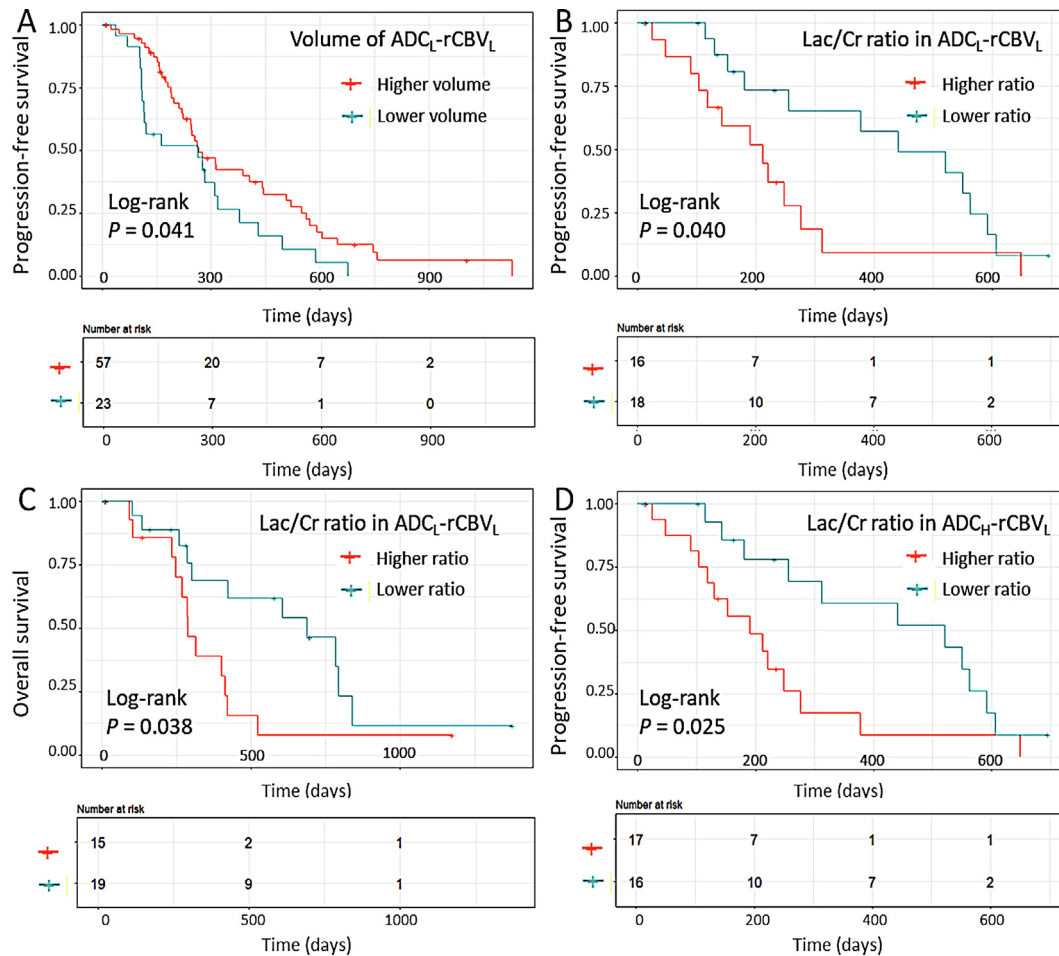 A
Volume of ADCL-rCBVL
Higher volume
Lower volume
Progression-free survival
1.00
0.75
0.50
0.25
0.00
Log-rank
P = 0.041
0 300 600 900
Time (days)
Number at risk
57 20 7 2
23 7 1 0
0 300 600 900
Time (days)
B
Lac/Cr ratio in ADCL-rCBVL
Higher ratio
Lower ratio
Progression-free survival
1.00
0.75
0.50
0.25
0.00
Log-rank
P = 0.040
0 200 400 600
Time (days)
Number at risk
16 7 1 1
18 10 7 2
0 200 400 600
Time (days)
C
Lac/Cr ratio in ADCL-rCBVL
Higher ratio
Lower ratio
Overall survival
1.00
0.75
0.50
0.25
0.00
Log-rank
P = 0.038
0 500 1000
Time (days)
Number at risk
15 2 1
19 9 1
0 500 1000
Time (days)
D
Lac/Cr ratio in ADCH-rCBVL
Higher ratio
Lower ratio
Progression-free survival
1.00
0.75
0.50
0.25
0.00
Log-rank
P = 0.025
0 200 400 600
Time (days)
Number at risk
17 7 1 1
16 10 7 2
0 200 400 600
Time (days)